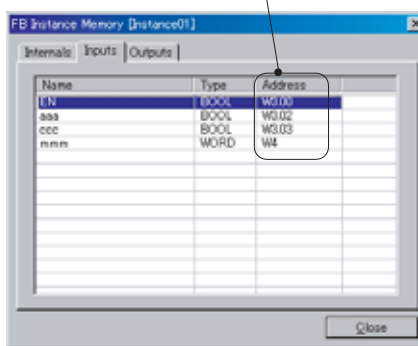 FB Instance Memory [Instance01]
Internals Inputs Outputs
Name Type Address
EN BOOL W3.00
aaa BOOL W3.02
ccc BOOL W3.03
mmm WORD W4
Close